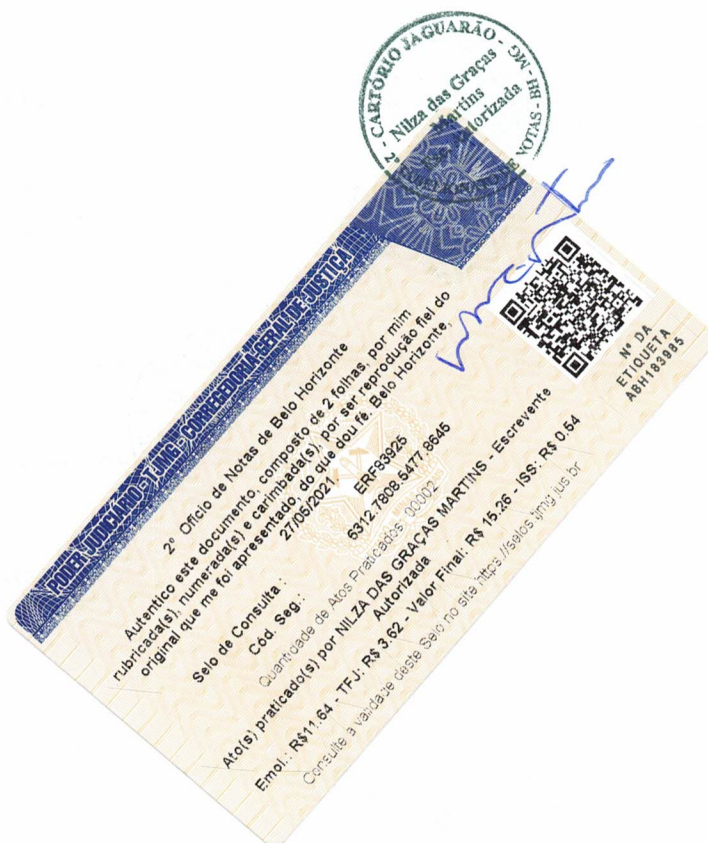 2º - CARTÓRIO JAGUARÃO - NOTAS - BH - MG -
Nilza das Graças
Martins
Esc. Autorizada
PODER JUDICIÁRIO - TJMG - CORREGEDORIA-GERAL DE JUSTIÇA
2º Ofício de Notas de Belo Horizonte
Autentico este documento, composto de 2 folhas, por mim
rubricada(s), numerada(s) e carimbada(s), por ser reprodução fiel do
original que me foi apresentado, do que dou fé. Belo Horizonte,
27/05/2021
Selo de Consulta : ERF83925
Cód. Seg.: 6312.7809.5477.8645
Quantidade de Atos Praticados: 00002
Ato(s) praticado(s) por NILZA DAS GRAÇAS MARTINS - Escrevente
Autorizada
Emol.: R$11.64 - TFJ: R$ 3.62 - Valor Final: R$ 15.26 - ISS: R$ 0.54
Consulte a validade deste Selo no site https://selos.tjmg.jus.br
Nº DA
ETIQUETA
ABH183985